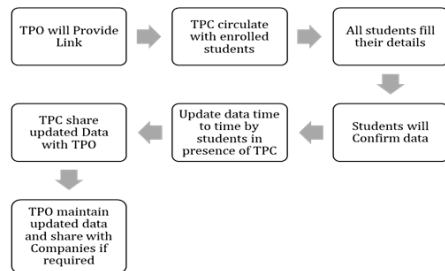 TPO will Provide
Link
TPC circulate
with enrolled
students
All students fill
their details
Students will
Confirm data
Update data time
to time by
students in
presence of TPC
TPC share
updated Data
with TPO
TPO maintain
updated data
and share with
Companies if
required